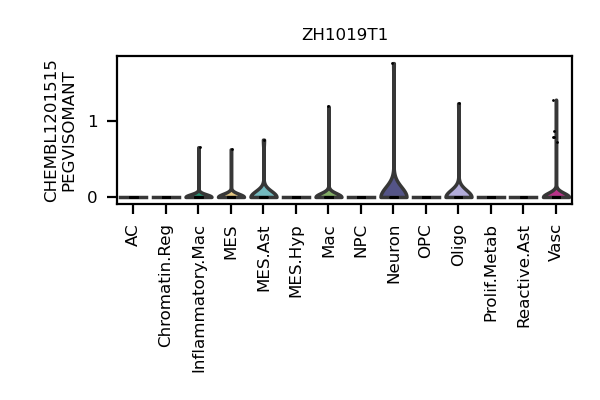 ZH1019T1
CHEMBL1201515
PEGVISOMANT
1
0
AC
Chromatin.Reg
Inflammatory.Mac
MES
MES.Ast
MES.Hyp
Mac
NPC
Neuron
OPC
Oligo
Prolif.Metab
Reactive.Ast
Vasc